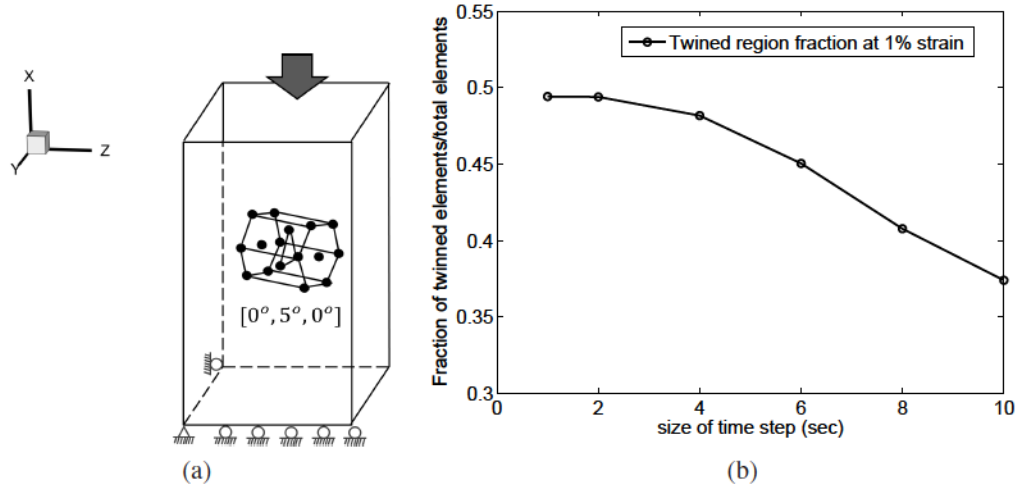 X
Y
Z
[0°, 5°, 0°]
(a)
Fraction of twinned elements/total elements
0.55
0.5
0.45
0.4
0.35
0.3
0
2
4
6
8
10
Twined region fraction at 1% strain
size of time step (sec)
(b)